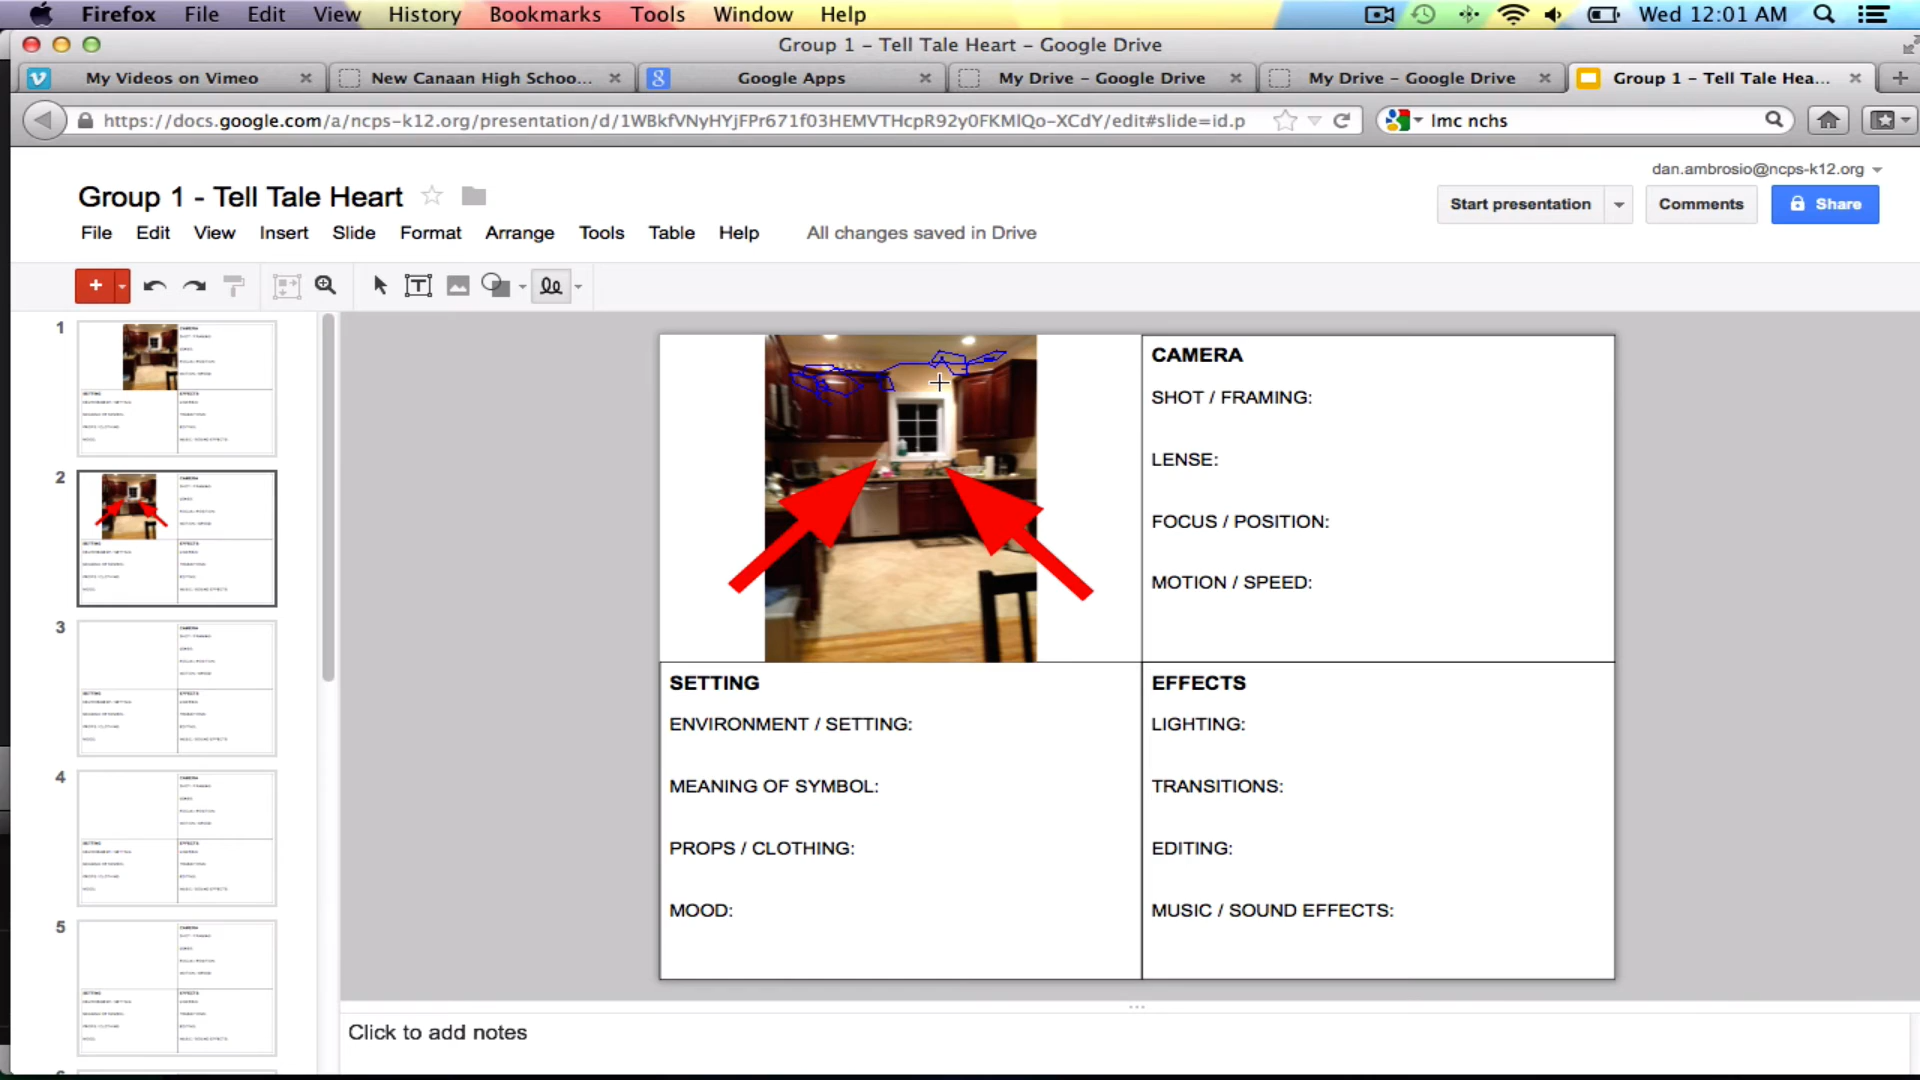 Firefox File Edit View History Bookmarks Tools Window Help Wed 12:01 AM
Group 1 – Tell Tale Heart – Google Drive
My Videos on Vimeo New Canaan High Schoo... Google Apps My Drive – Google Drive My Drive – Google Drive Group 1 – Tell Tale Hea...
https://docs.google.com/a/ncps-k12.org/presentation/d/1WBkfVNyHYjFPr671f03HEMVTHcpR92y0FKMlQo-XCdY/edit#slide=id.p lmc nchs
dan.ambrosio@ncps-k12.org
Group 1 - Tell Tale Heart
Start presentation Comments Share
File Edit View Insert Slide Format Arrange Tools Table Help All changes saved in Drive
1
2
3
4
5
CAMERA
SHOT / FRAMING:
LENSE:
FOCUS / POSITION:
MOTION / SPEED:
SETTING
ENVIRONMENT / SETTING:
MEANING OF SYMBOL:
PROPS / CLOTHING:
MOOD:
EFFECTS
LIGHTING:
TRANSITIONS:
EDITING:
MUSIC / SOUND EFFECTS:
Click to add notes